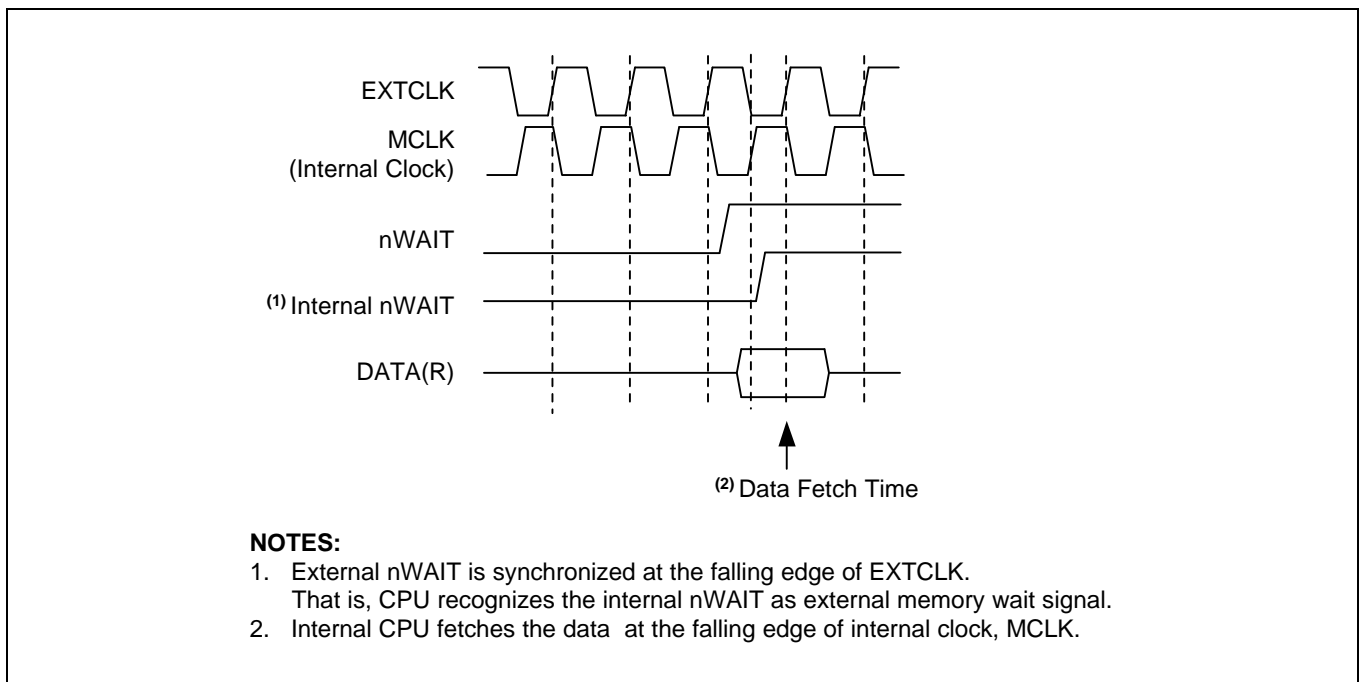 EXTCLK
MCLK
(Internal Clock)
nWAIT
(1) Internal nWAIT
DATA(R)
(2) Data Fetch Time
NOTES:
1. External nWAIT is synchronized at the falling edge of EXTCLK.
That is, CPU recognizes the internal nWAIT as external memory wait signal.
2. Internal CPU fetches the data at the falling edge of internal clock, MCLK.